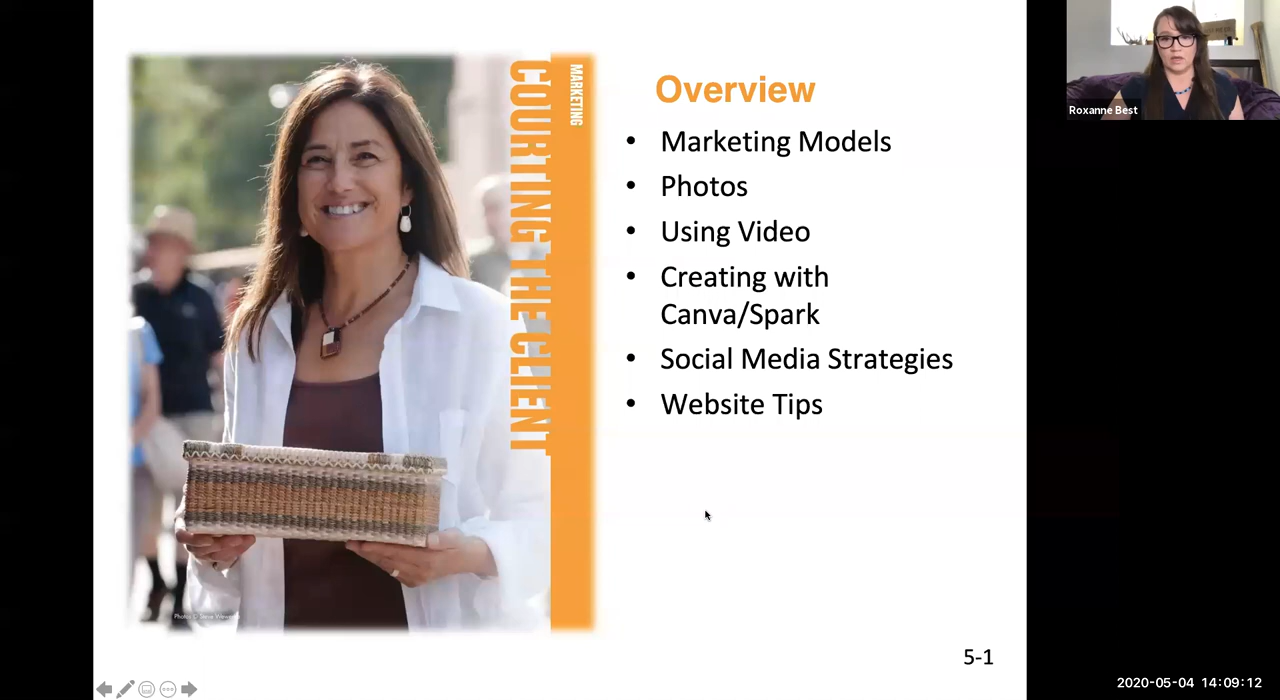 MARKETING
COURTING THE CLIENT
Overview
• Marketing Models
• Photos
• Using Video
• Creating with
Canva/Spark
• Social Media Strategies
• Website Tips
5-1
Roxanne Best
2020-05-04 14:09:12